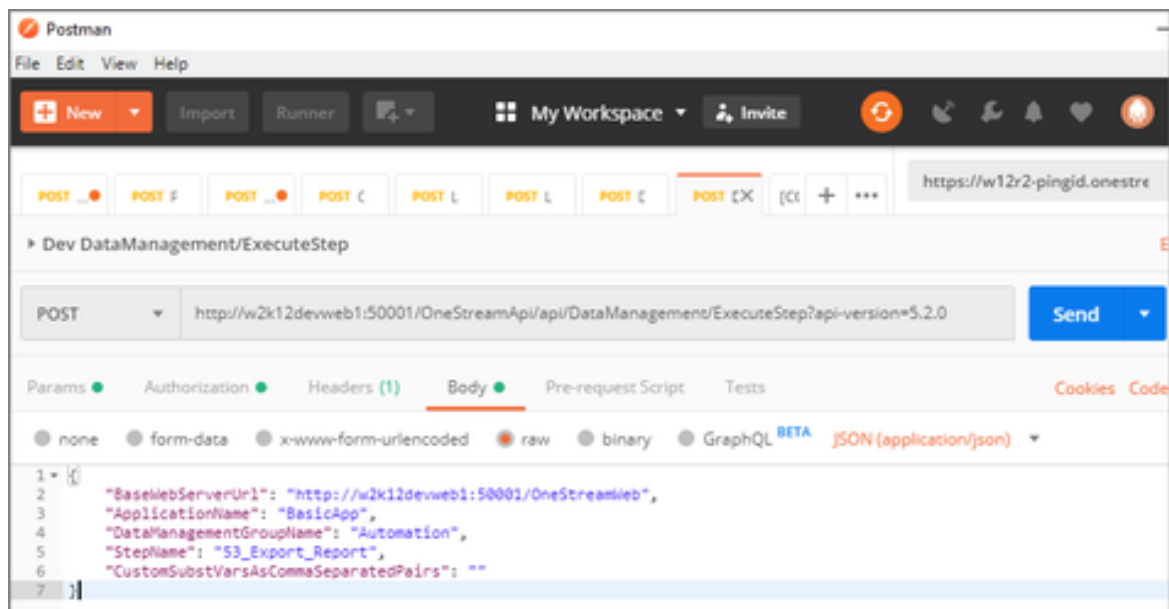 Postman
File Edit View Help
New Import Runner My Workspace Invite
POST ... POST F POST ... POST C POST L POST L POST POST EX [CC + ••• https://w12r2-pingid.onestre
Dev DataManagement/ExecuteStep
POST http://w2k12devweb1:50001/OneStreamApi/api/DataManagement/ExecuteStep?api-version=5.2.0 Send
Params Authorization Headers (1) Body Pre-request Script Tests Cookies Code
none form-data x-www-form-urlencoded raw binary GraphQL BETA JSON (application/json)
1 {
2 "BaseWebServerUrl": "http://w2k12devweb1:50001/OneStreamWeb",
3 "ApplicationName": "BasicApp",
4 "DataManagementGroupName": "Automation",
5 "StepName": "S3_Export_Report",
6 "CustomSubstVarsAsCommaSeparatedPairs": ""
7 }